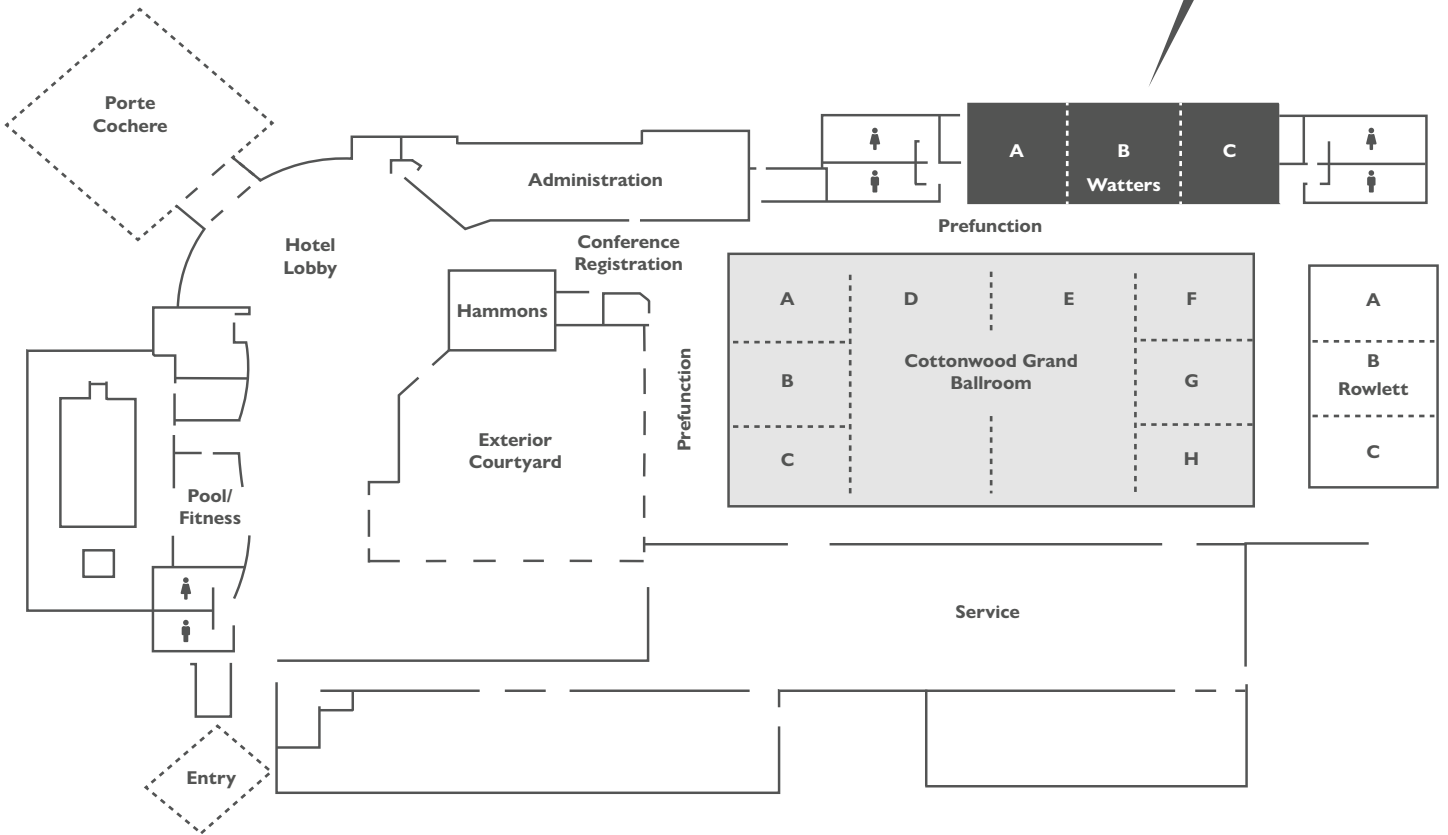 Porte
Cochere
Administration
A
B
C
Watters
Prefunction
Hotel
Lobby
Conference
Registration
Hammons
A
D
E
F
A
B
Rowlett
C
Prefunction
B
Cottonwood Grand
Ballroom
G
C
H
Exterior
Courtyard
Pool/
Fitness
Service
Entry